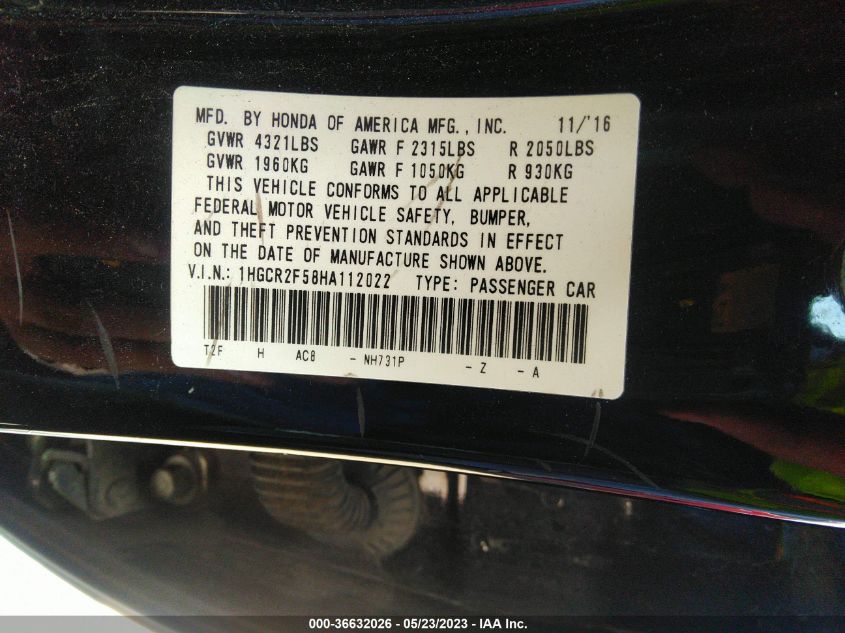 MFD. BY HONDA OF AMERICA MFG., INC. 11/'16
GVWR 4321LBS GAWR F 2315LBS R 2050LBS
GVWR 1960KG GAWR F 1050KG R 930KG
THIS VEHICLE CONFORMS TO ALL APPLICABLE
FEDERAL MOTOR VEHICLE SAFETY, BUMPER,
AND THEFT PREVENTION STANDARDS IN EFFECT
ON THE DATE OF MANUFACTURE SHOWN ABOVE.
V.I.N.: 1HGCR2F58HA112022 TYPE: PASSENGER CAR
T2F H AC8 - NH731P - Z - A
000-36632026 - 05/23/2023 - IAA Inc.